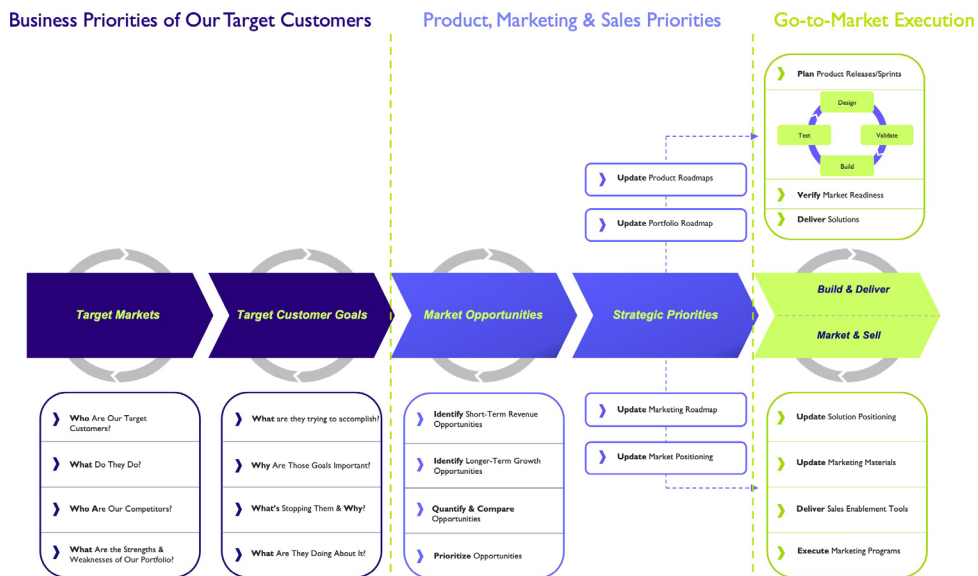 Business Priorities of Our Target Customers
Product, Marketing & Sales Priorities
Go-to-Market Execution
Plan Product Releases/Sprints
Design
Test
Validate
Build
Verify Market Readiness
Deliver Solutions
Update Product Roadmaps
Update Portfolio Roadmap
Target Markets
Target Customer Goals
Market Opportunities
Strategic Priorities
Build & Deliver
Market & Sell
Who Are Our Target
Customers?
What Do They Do?
Who Are Our Competitors?
What Are the Strengths &
Weaknesses of Our Portfolio?
What are they trying to accomplish?
Why Are Those Goals Important?
What's Stopping Them & Why?
What Are They Doing About It?
Identify Short-Term Revenue
Opportunities
Identify Longer-Term Growth
Opportunities
Quantify & Compare
Opportunities
Prioritize Opportunities
Update Marketing Roadmap
Update Market Positioning
Update Solution Positioning
Update Marketing Materials
Deliver Sales Enablement Tools
Execute Marketing Programs